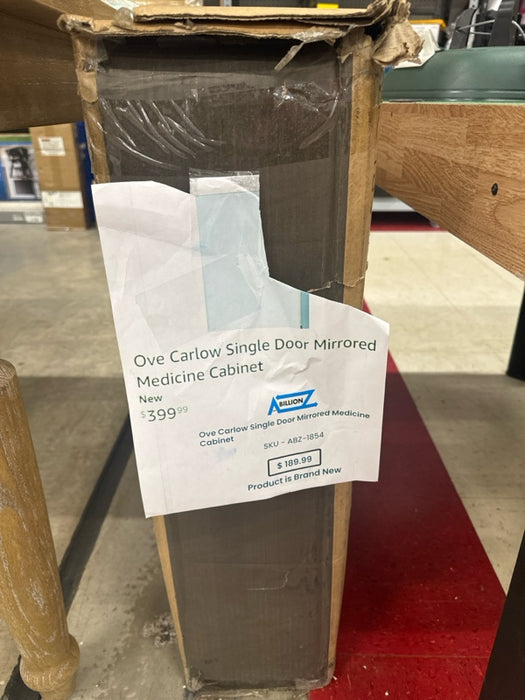 Ove Carlow Single Door Mirrored
Medicine Cabinet
New
$399.99
A BILLION Z
Ove Carlow Single Door Mirrored Medicine
Cabinet
SKU - ABZ-1854
$ 189.99
Product is Brand New